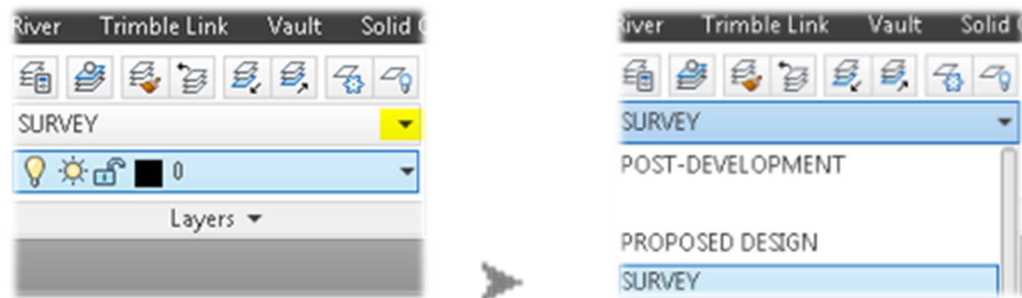 River Trimble Link Vault Solid
SURVEY
0
Layers
River Trimble Link Vault Solid
SURVEY
POST-DEVELOPMENT
PROPOSED DESIGN
SURVEY